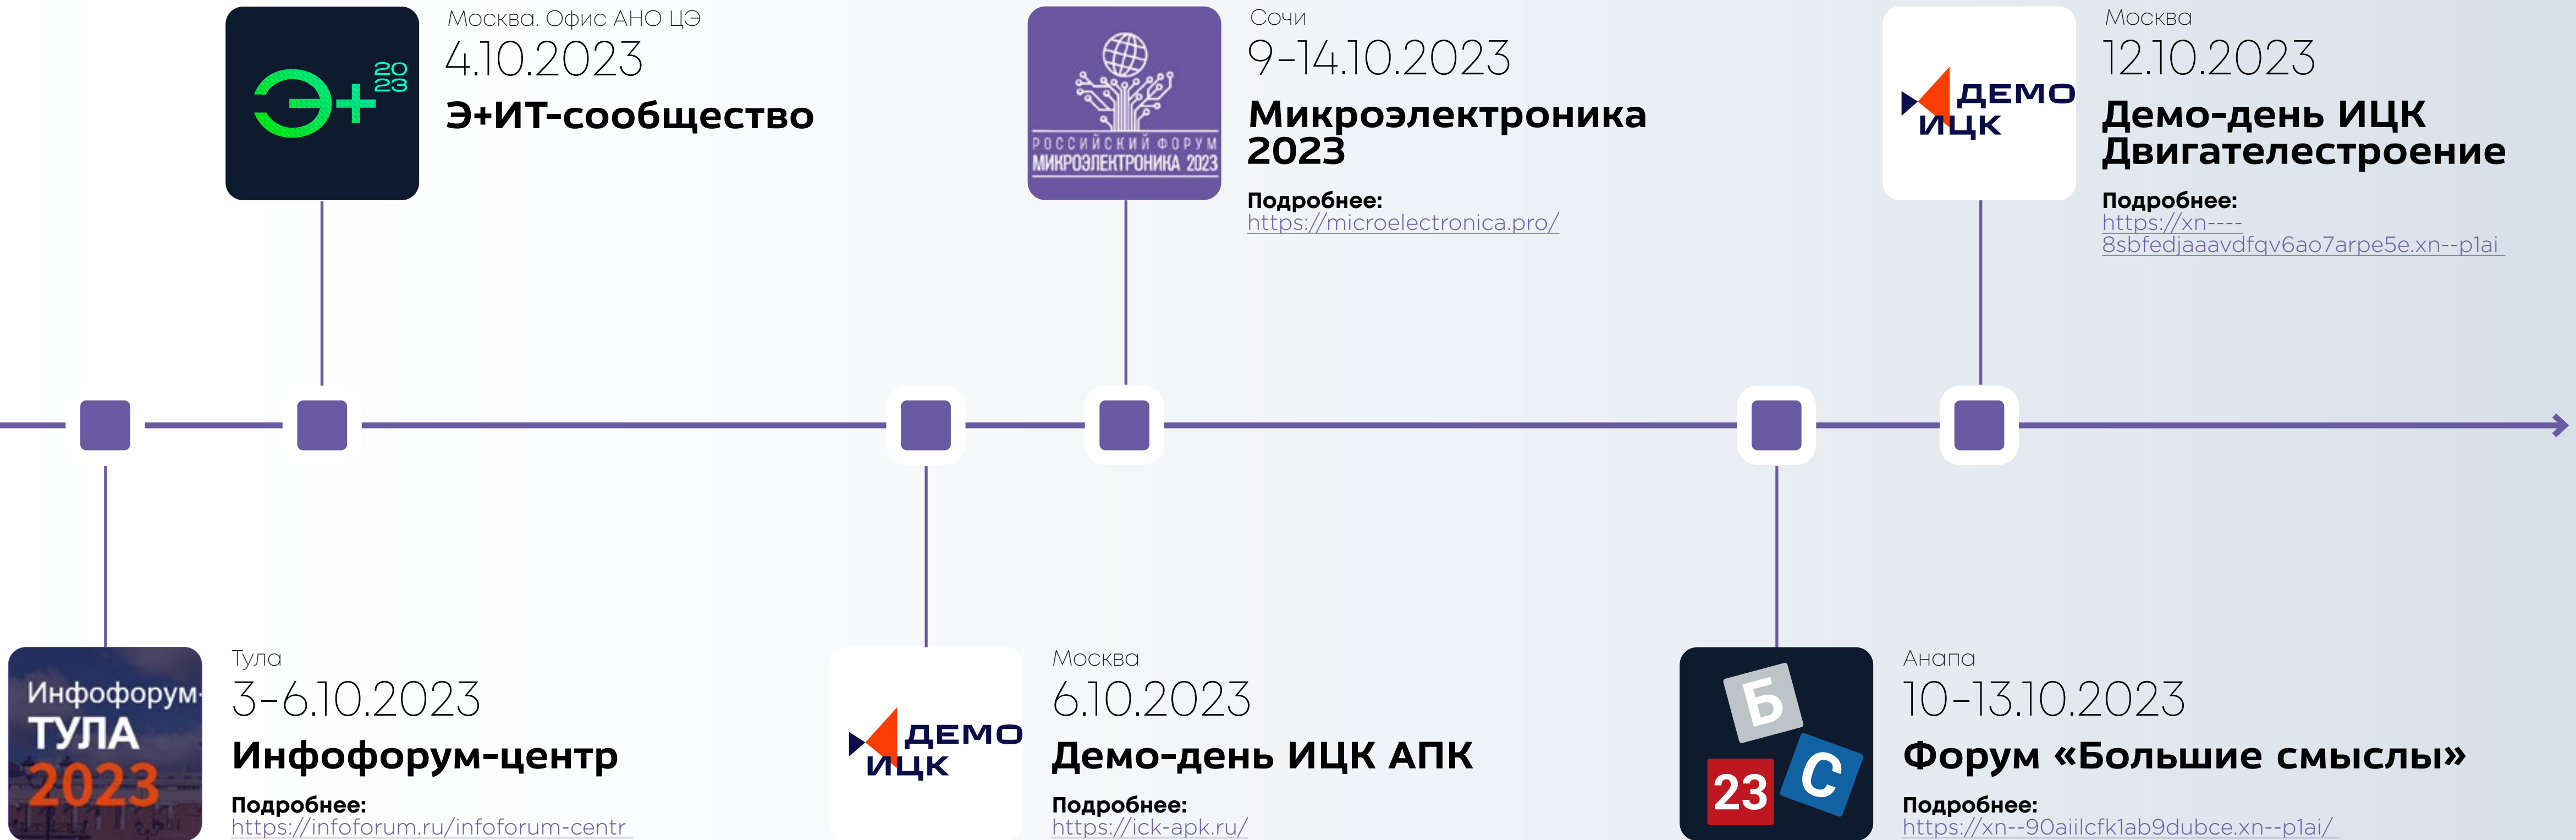 Москва. Офис АНО ЦЭ
4.10.2023
Э+ИТ-сообщество
Э+
20
23
Сочи
9-14.10.2023
Микроэлектроника
2023
Подробнее:
https://microelectronica.pro/
РОССИЙСКИЙ ФОРУМ
МИКРОЭЛЕКТРОНИКА 2023
Москва
12.10.2023
Демо-день ИЦК
Двигателестроение
Подробнее:
https://xn----
8sbfedjaaavdfqv6ao7arpe5e.xn--p1ai
ДЕМО
ИЦК
Инфофорум-
ТУЛА
2023
Тула
3-6.10.2023
Инфофорум-центр
Подробнее:
https://infoforum.ru/infoforum-centr
ДЕМО
ИЦК
Москва
6.10.2023
Демо-день ИЦК АПК
Подробнее:
https://ick-apk.ru/
Б
С
23
Анапа
10-13.10.2023
Форум «Большие смыслы»
Подробнее:
https://xn--90aiilcfk1ab9dubce.xn--p1ai/